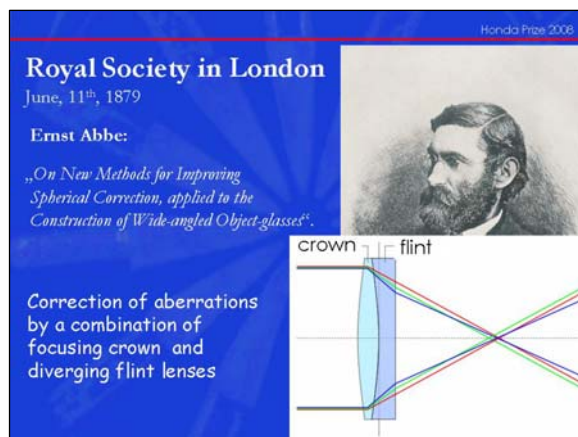 Honda Prize 2008
Royal Society in London
June, 11th, 1879
Ernst Abbe:
„On New Methods for Improving
Spherical Correction, applied to the
Construction of Wide-angled Object-glasses“.
crown flint
Correction of aberrations
by a combination of
focusing crown and
diverging flint lenses